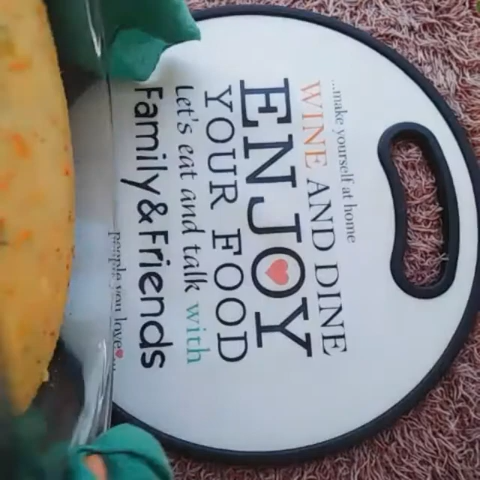 ...make yourself at home
WINE AND DINE
ENJOY
YOUR FOOD
Let's eat and talk with
Family & Friends
people you love